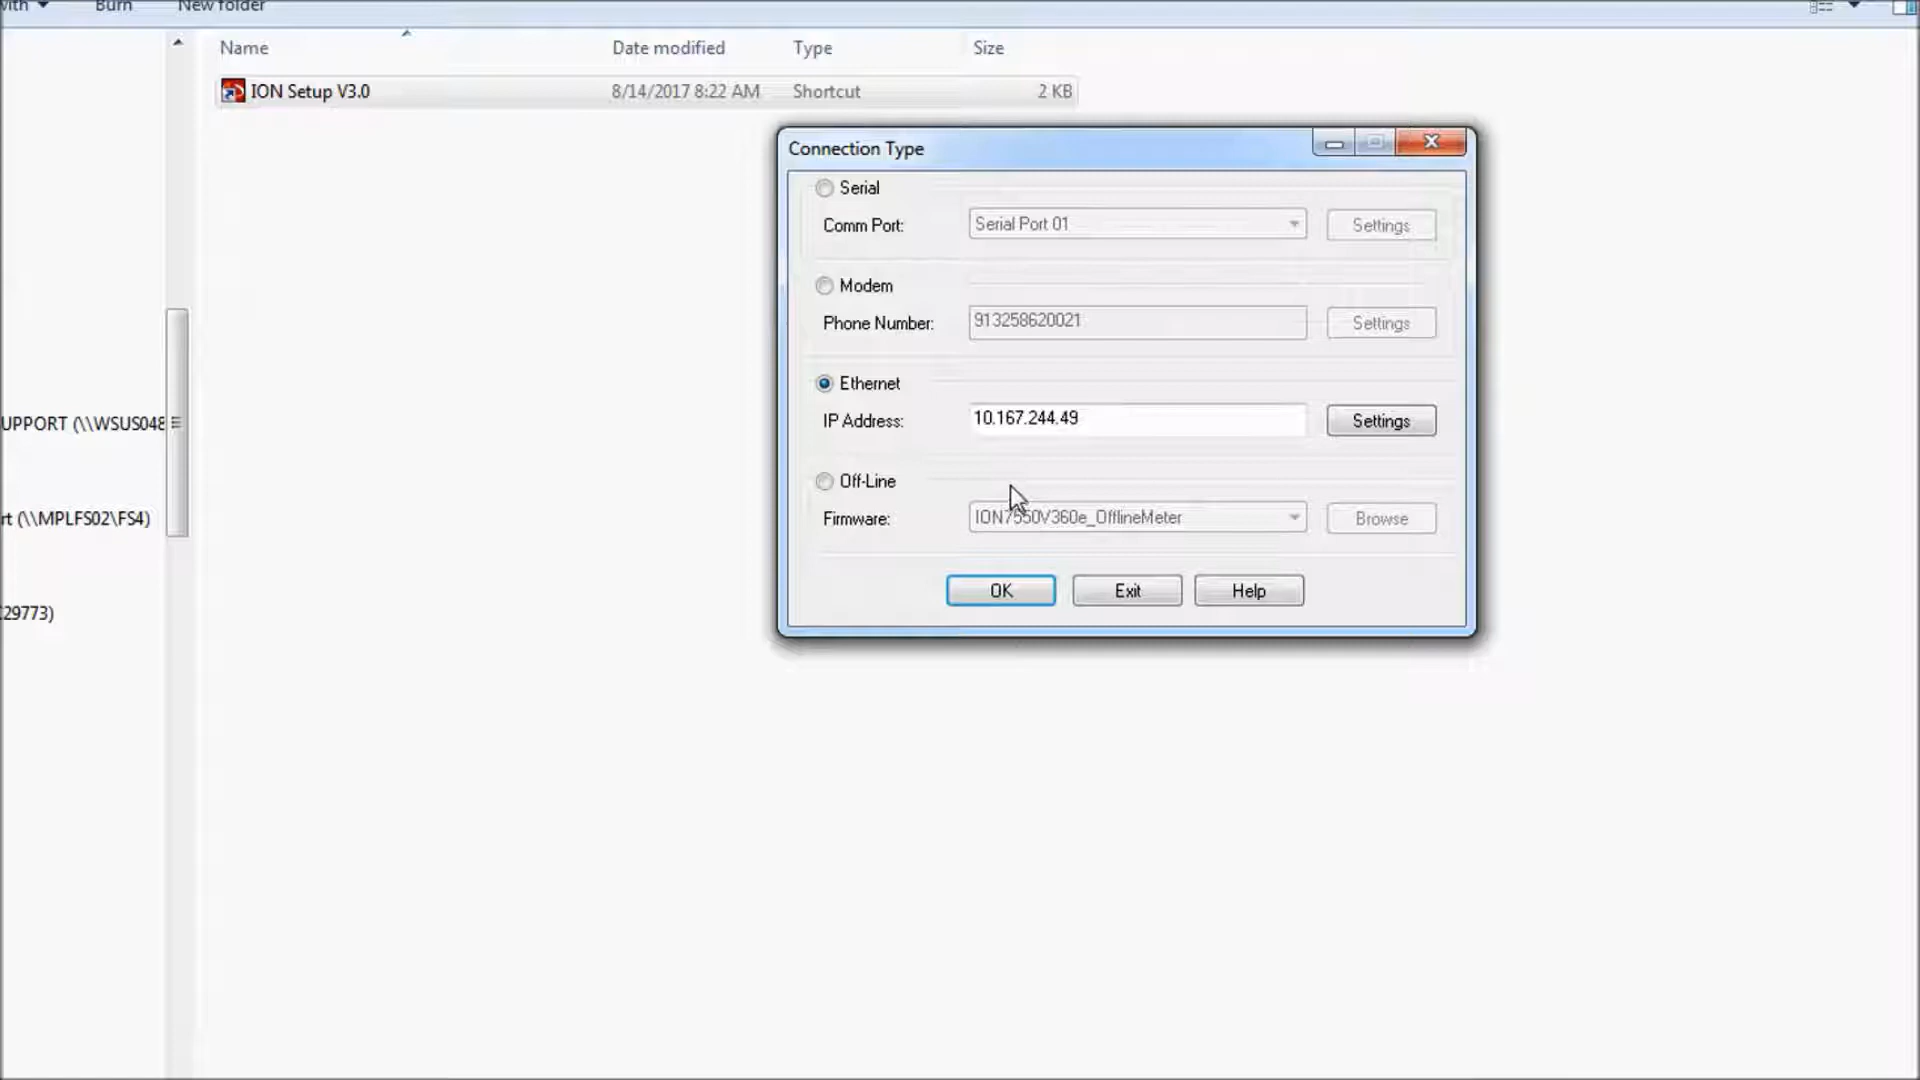 with Burn New folder
Name Date modified Type Size
ION Setup V3.0 8/14/2017 8:22 AM Shortcut 2 KB
Connection Type
Serial
Comm Port: Serial Port 01 Settings
Modem
Phone Number: 913258620021 Settings
Ethernet
IP Address: 10.167.244.49 Settings
UPPORT (\\WSUS048
Off-Line
Firmware: ION7550V360e_OfflineMeter Browse
rt (\\MPLFS02\FS4)
OK Exit Help
29773)